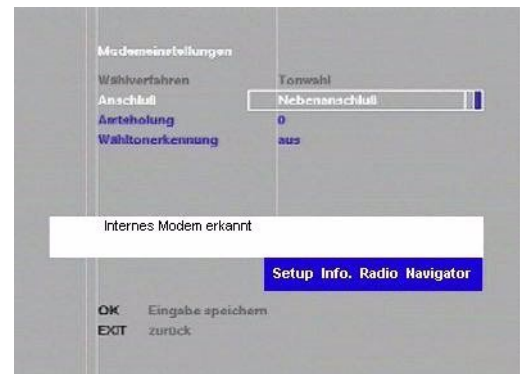 Modemeinstellungen
Wählverfahren Tonwahl
Anschluß Nebenanschluß
Amtsholung 0
Wähltonerkennung aus
Internes Modem erkannt
Setup Info. Radio Navigator
OK Eingabe speichern
EXIT zurück